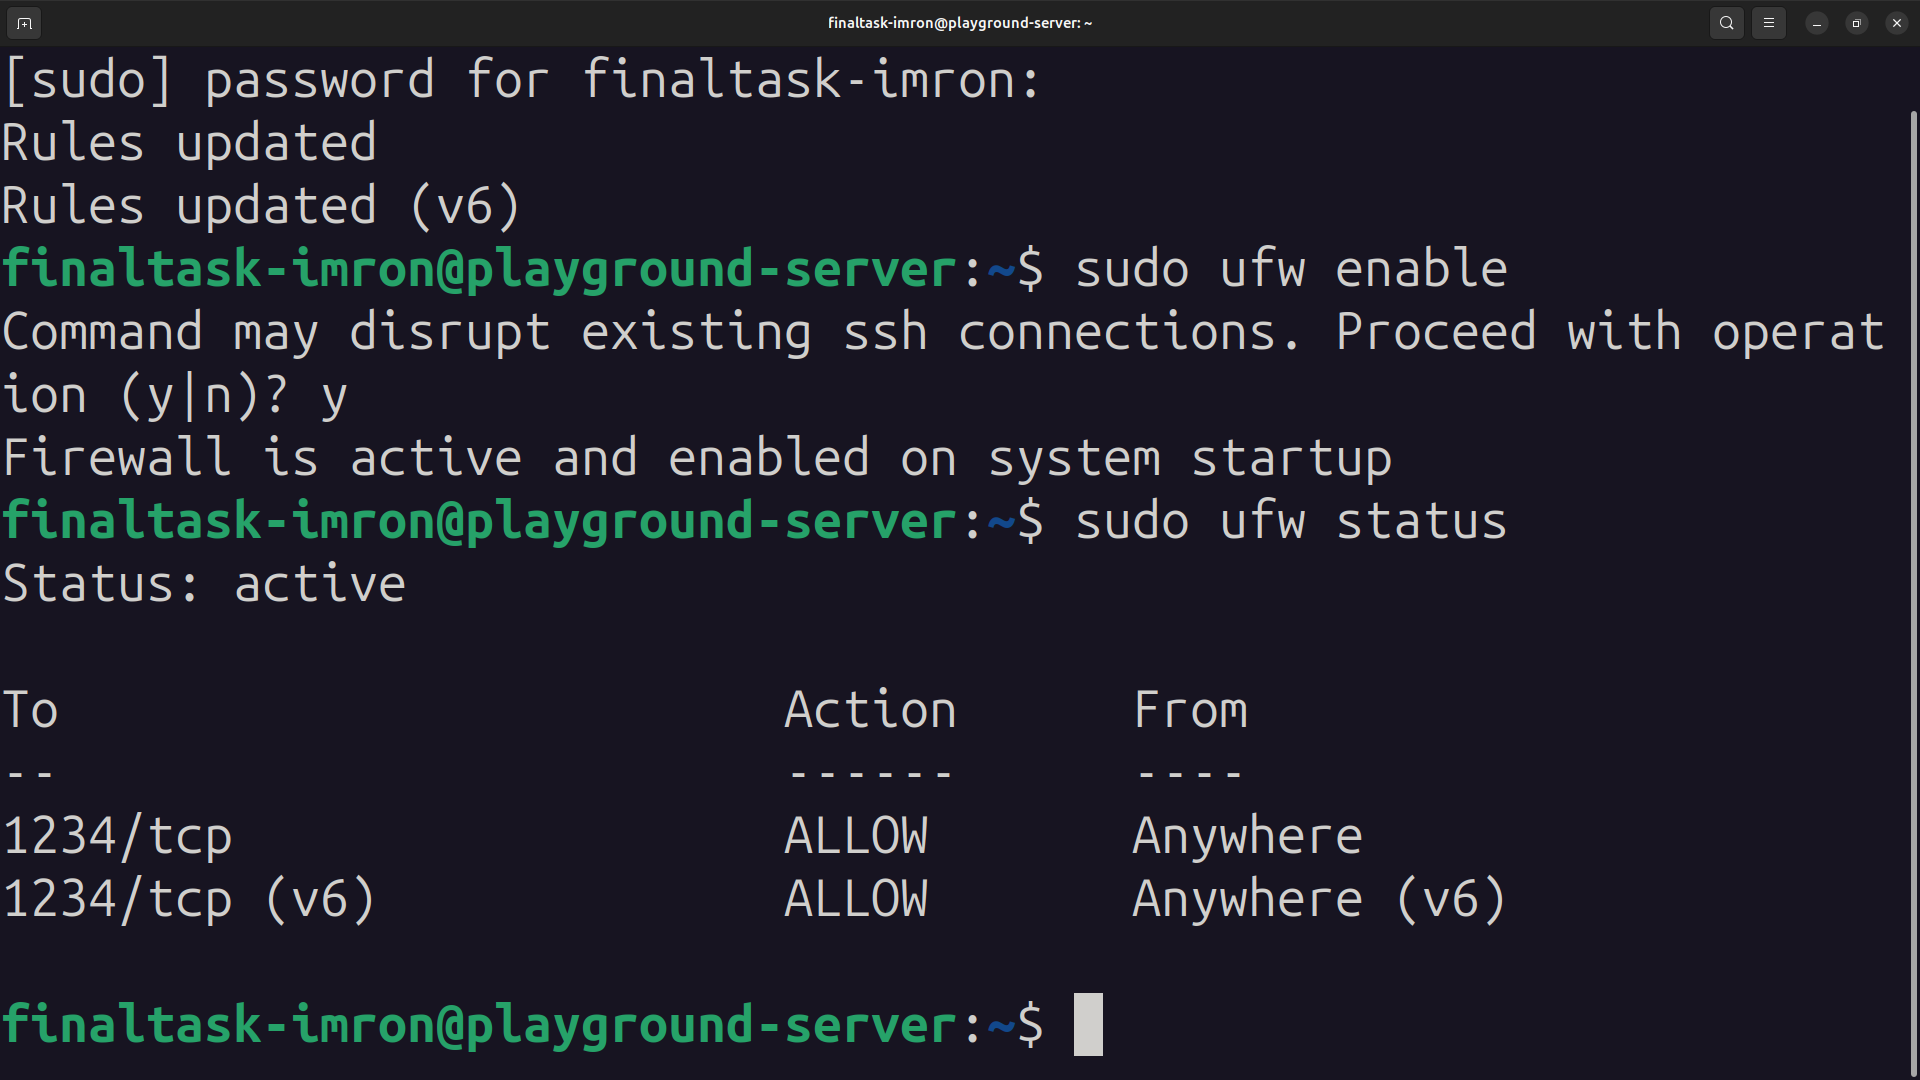 finaltask-imron@playground-server: ~
[sudo] password for finaltask-imron:
Rules updated
Rules updated (v6)
finaltask-imron@playground-server:~$ sudo ufw enable
Command may disrupt existing ssh connections. Proceed with operat
ion (y|n)? y
Firewall is active and enabled on system startup
finaltask-imron@playground-server:~$ sudo ufw status
Status: active
To                         Action      From
--                         ------      ----
1234/tcp                   ALLOW       Anywhere
1234/tcp (v6)              ALLOW       Anywhere (v6)
finaltask-imron@playground-server:~$